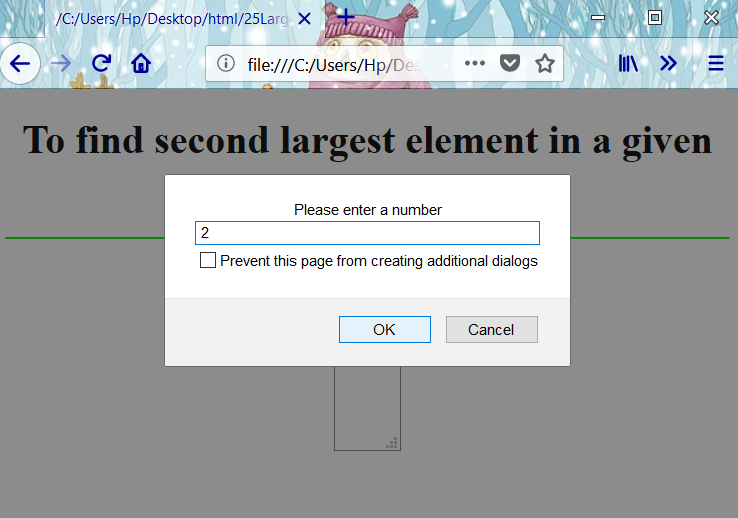 /C:/Users/Hp/Desktop/html/25Larg
file:///C:/Users/Hp/Des
To find second largest element in a given
Please enter a number
2
Prevent this page from creating additional dialogs
OK
Cancel